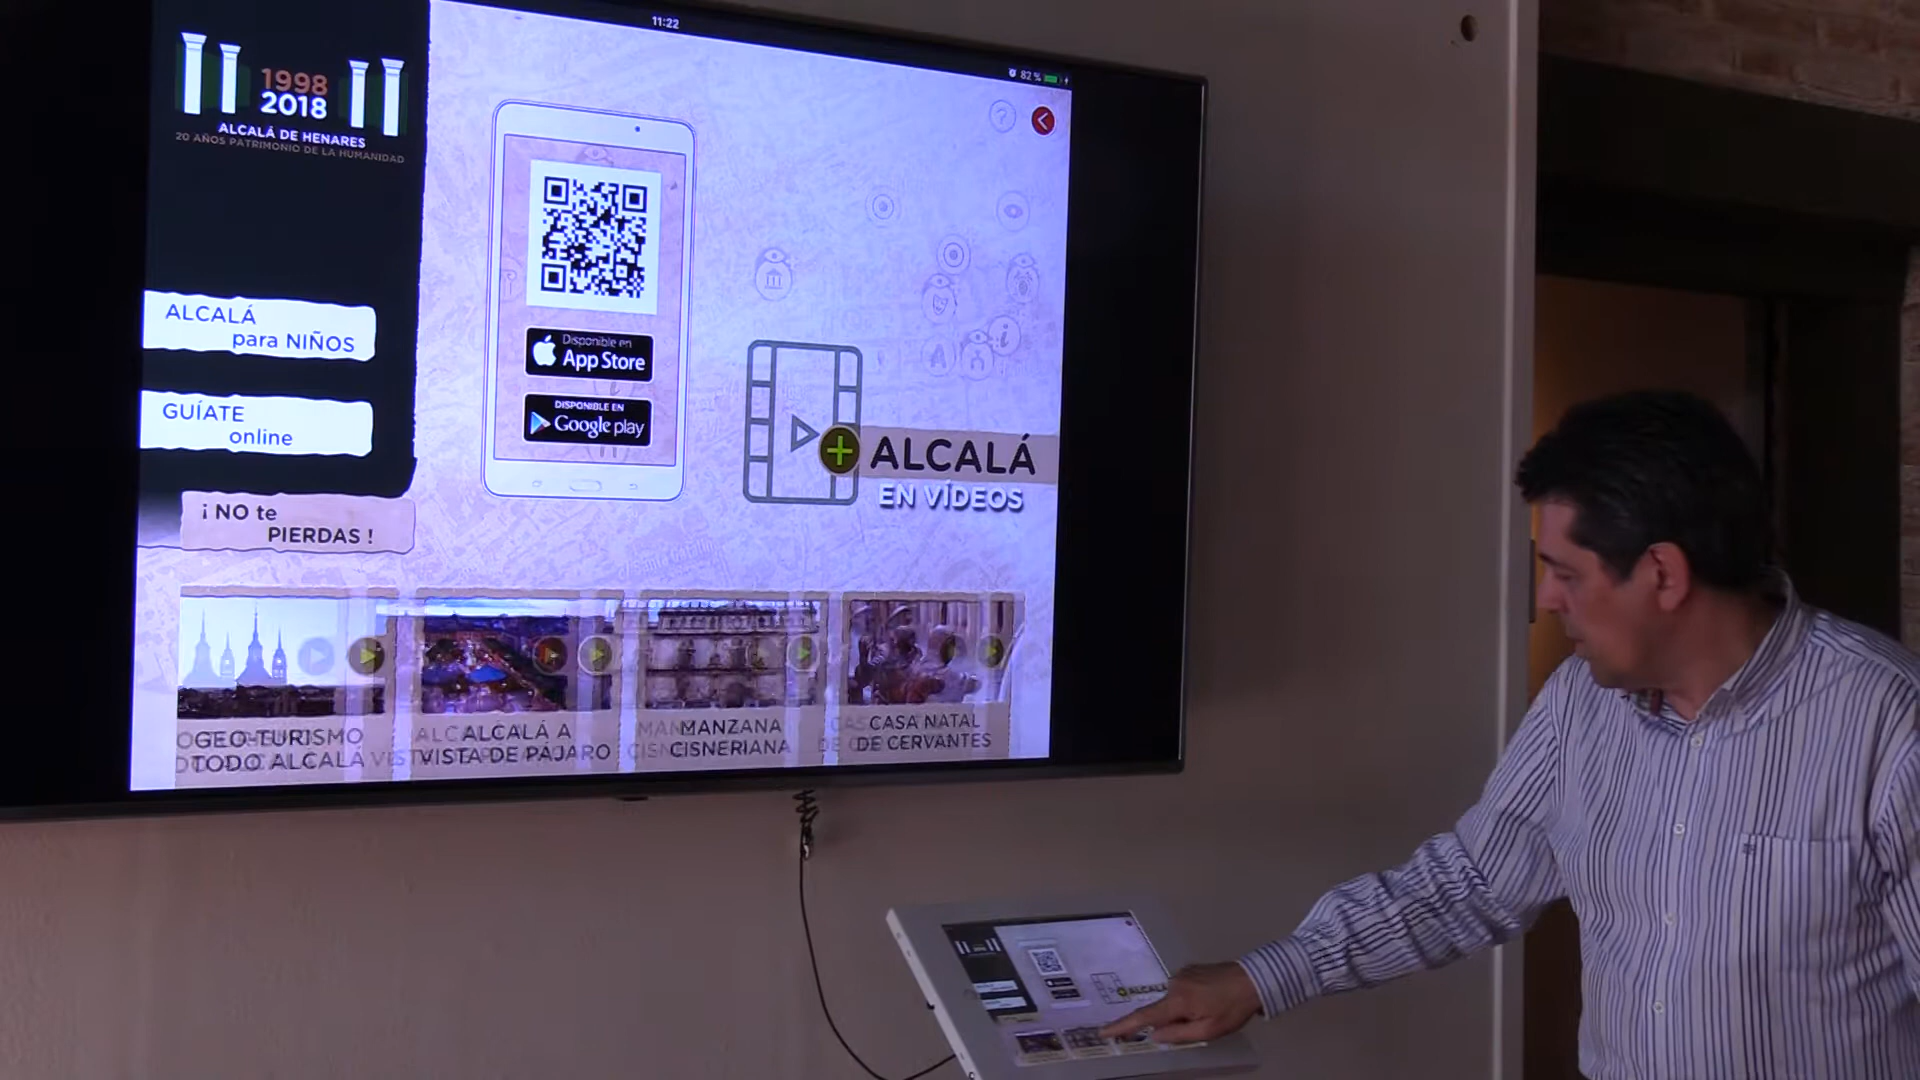 11:22
82 %
1998
2018
ALCALÁ DE HENARES
20 AÑOS PATRIMONIO DE LA HUMANIDAD
ALCALÁ
para NIÑOS
GUÍATE
online
¡ NO te
PIERDAS !
Disponible en
App Store
DISPONIBLE EN
Google play
ALCALÁ
EN VÍDEOS
GEO-TURISMO
TODO ALCALÁ
ALCALÁ A
VISTA DE PÁJARO
MANZANA
CISNERIANA
CASA NATAL
DE CERVANTES
ALCALÁ